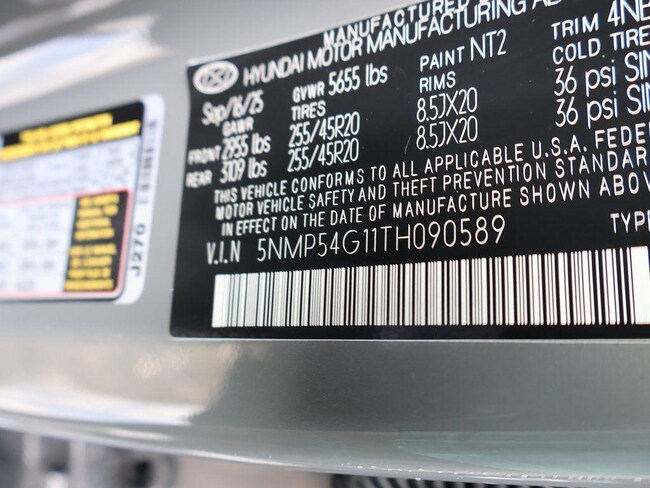 MANUFACTURED
HYUNDAI MOTOR MANUFACTURING
Sep/16/25 GVWR 5655 lbs PAINT NT2 TRIM 4NB
GAWR TIRES RIMS COLD TIRE
FRONT 2955 lbs 255/45R20 8.5JX20 36 psi
REAR 3109 lbs 255/45R20 8.5JX20 36 psi
THIS VEHICLE CONFORMS TO ALL APPLICABLE U.S.A. FEDE
MOTOR VEHICLE SAFETY AND THEFT PREVENTION STANDAR
IN EFFECT ON THE DATE OF MANUFACTURE SHOWN ABOV
V.I.N 5NMP54G11TH090589 TYP
J270